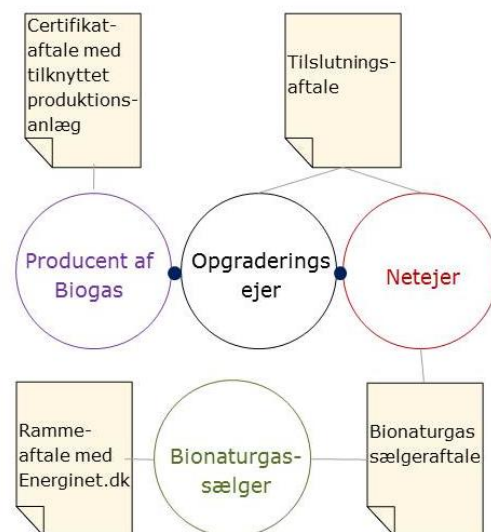 Certifikat-
aftale med
tilknyttet
produktions-
anlæg
Tilslutnings-
aftale
Producent af
Biogas
Opgraderings
ejer
Netejer
Ramme-
aftale med
Energinet.dk
Bionaturgas-
sælger
Bionaturgas
sælgeraftale